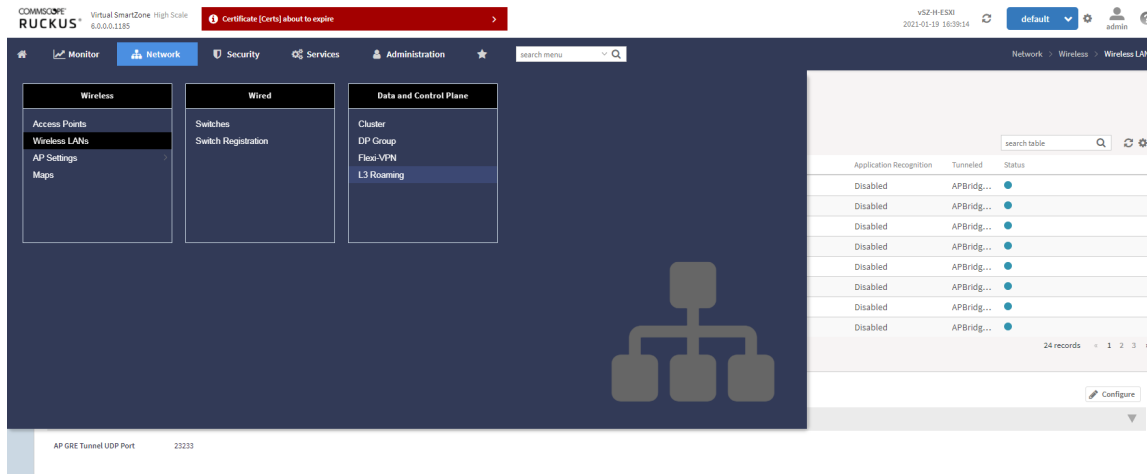 COMMSCOPE
RUCKUS
Virtual SmartZone High Scale
6.0.0.0.1185
Certificate [Certs] about to expire
vSZ-H-ESXI
2021-01-19 16:39:14
default
admin
Monitor
Network
Security
Services
Administration
search menu
Network > Wireless > Wireless LAN
Wireless
Access Points
Wireless LANs
AP Settings
Maps
Wired
Switches
Switch Registration
Data and Control Plane
Cluster
DP Group
Flexi-VPN
L3 Roaming
search table
Application Recognition Tunneled Status
Disabled APBridg...
Disabled APBridg...
Disabled APBridg...
Disabled APBridg...
Disabled APBridg...
Disabled APBridg...
Disabled APBridg...
Disabled APBridg...
24 records « 1 2 3
Configure
AP GRE Tunnel UDP Port 23233